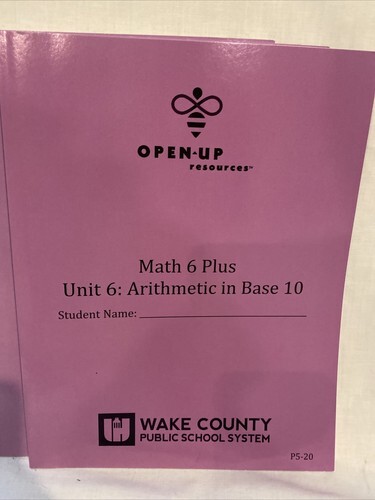 OPEN-UP
resources™
Math 6 Plus
Unit 6: Arithmetic in Base 10
Student Name:
WAKE COUNTY
PUBLIC SCHOOL SYSTEM
P5-20